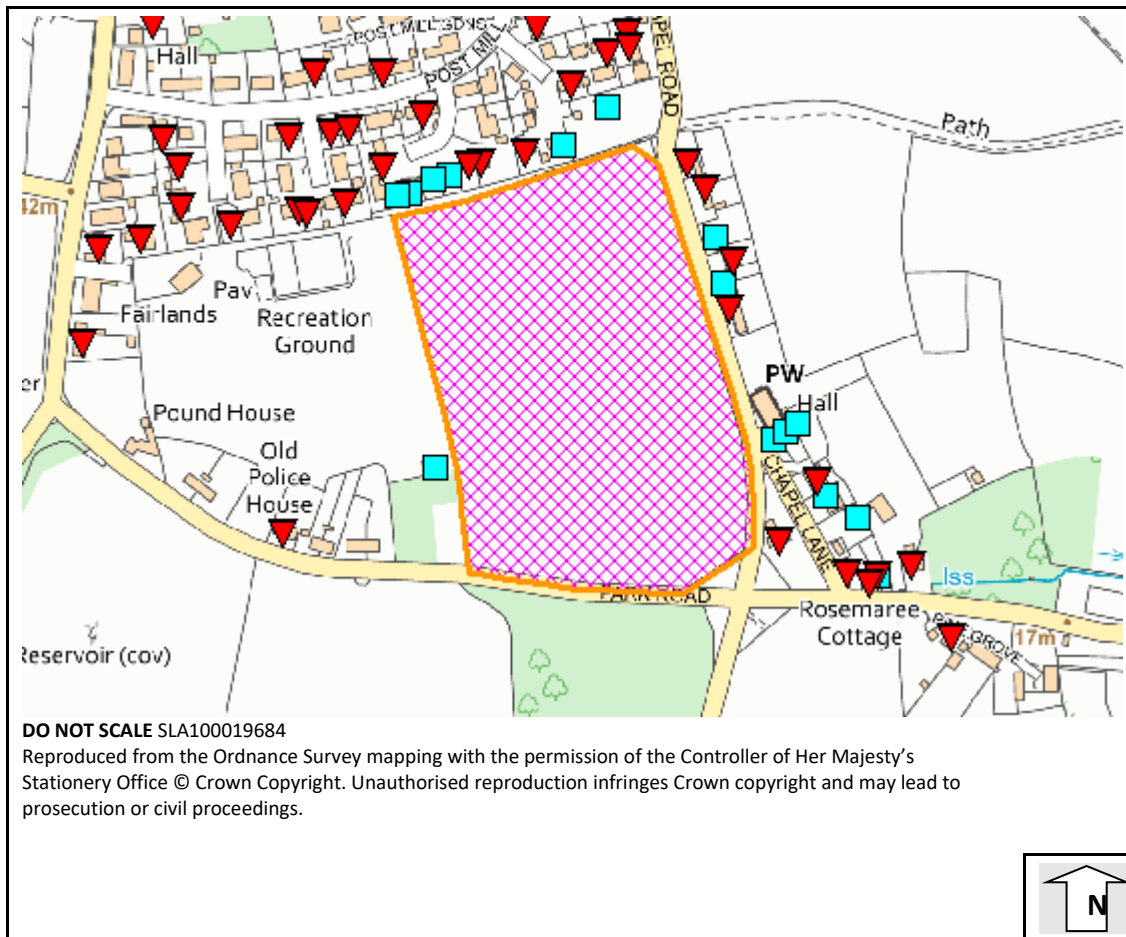 POST MILL GDNS
Hall
POST MILL
PEL ROAD
Path
42m
Pav
Fairlands
Recreation
Ground
er
PW
Hall
Pound House
Old
Police
House
CHAPEL LANE
Iss
PARK ROAD
Rosemaree
Cottage
PINE GROVE
17m
Reservoir (cov)
DO NOT SCALE SLA100019684
Reproduced from the Ordnance Survey mapping with the permission of the Controller of Her Majesty's
Stationery Office © Crown Copyright. Unauthorised reproduction infringes Crown copyright and may lead to
prosecution or civil proceedings.
N